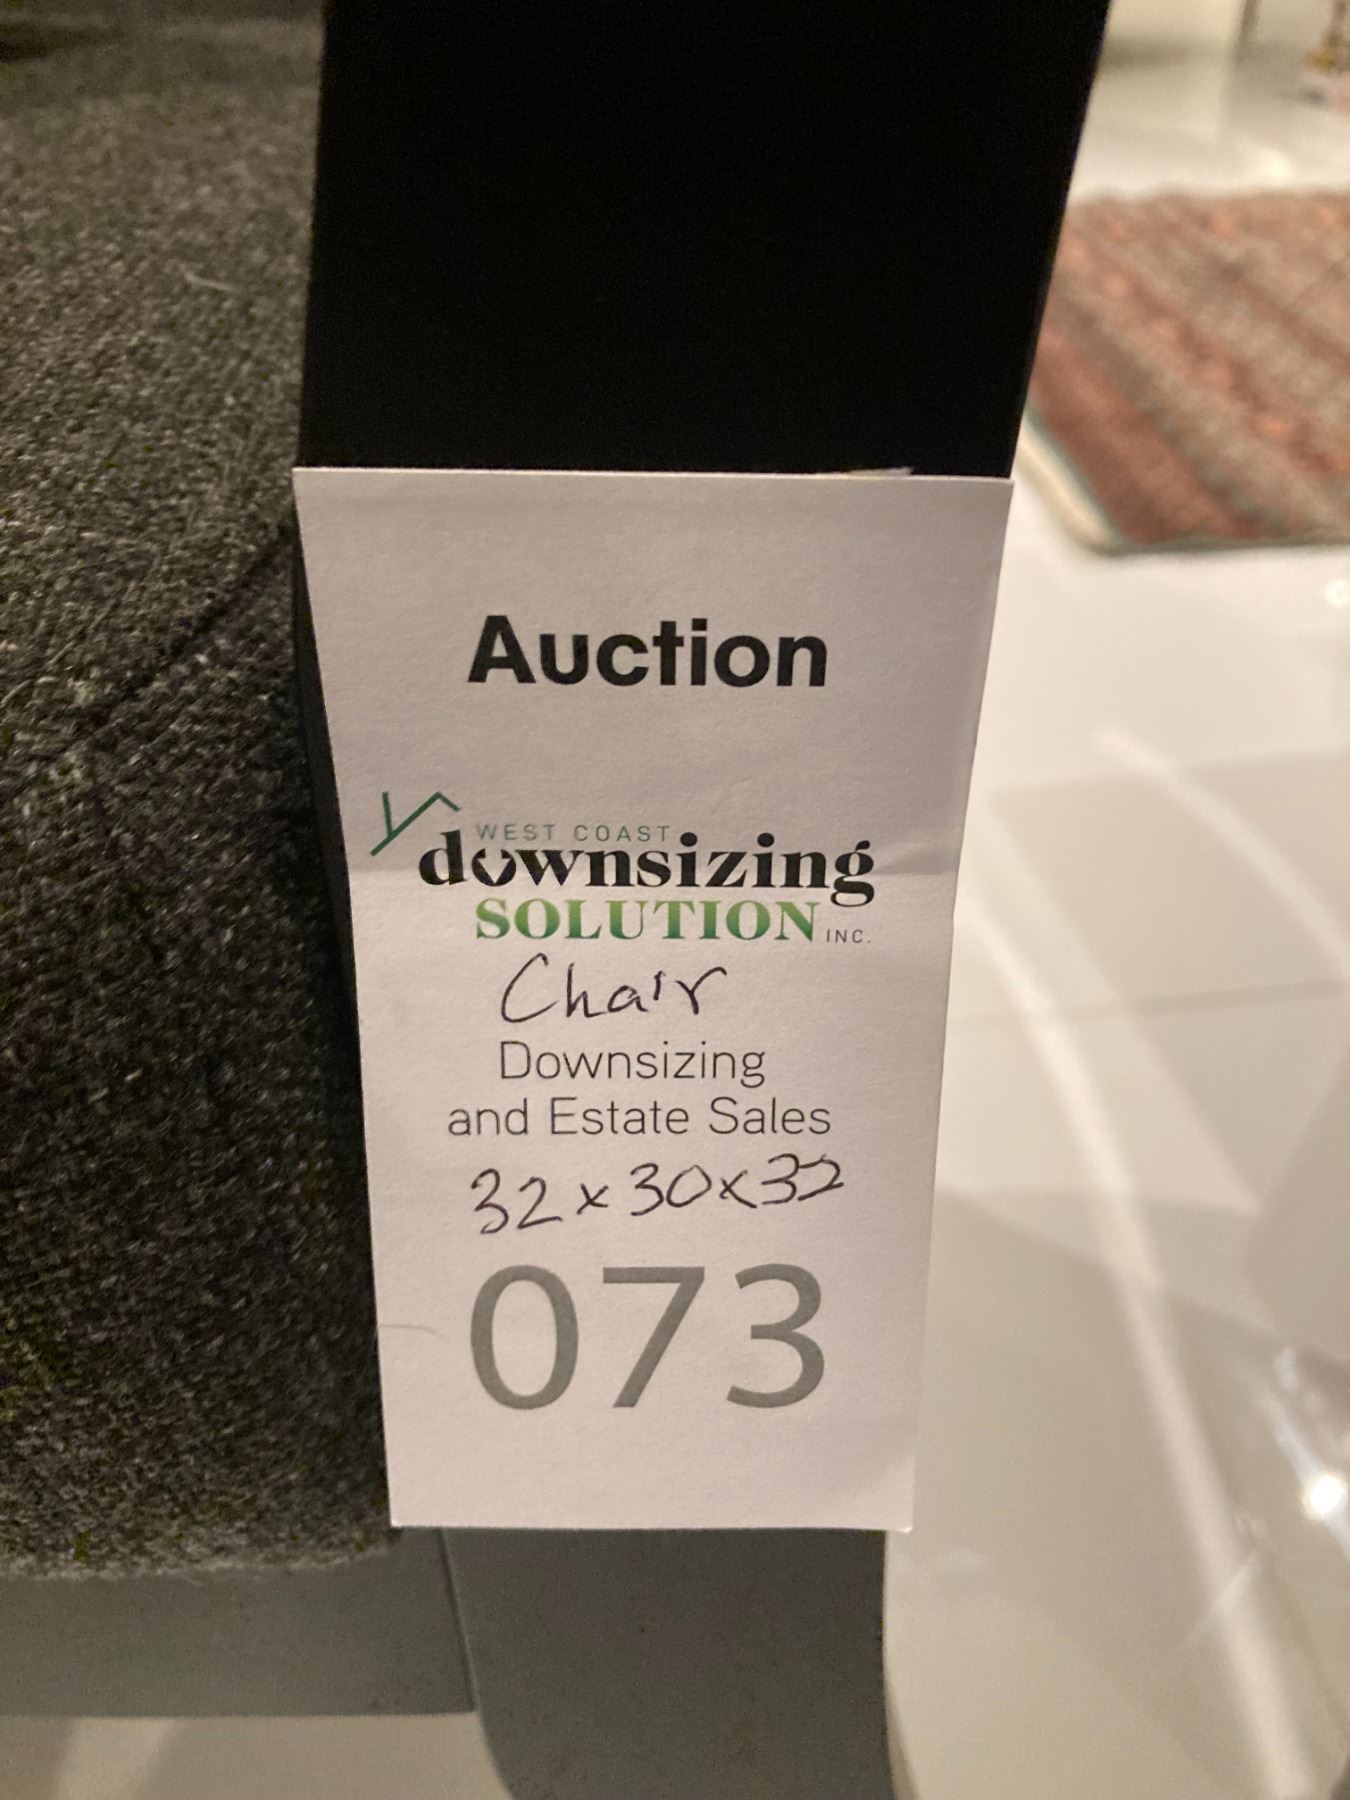 Auction
WEST COAST
downsizing
SOLUTION INC.
Chair
Downsizing
and Estate Sales
32x30x32
073